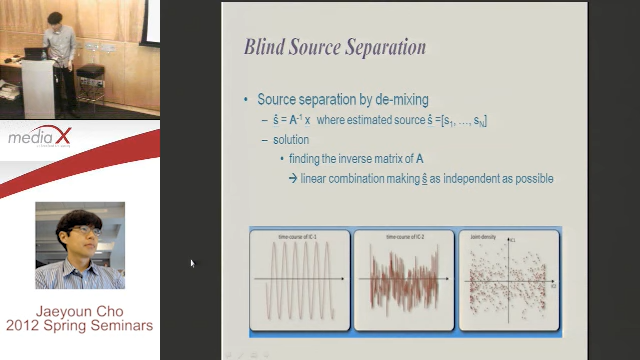 Blind Source Separation
• Source separation by de-mixing
– ŝ = A⁻¹ x where estimated source ŝ =[s₁, …, s_N]
– solution
• finding the inverse matrix of A
→ linear combination making ŝ as independent as possible
time-course of IC-1
time-course of IC-2
Joint-density
IC1
media X
Jaeyoun Cho
2012 Spring Seminars